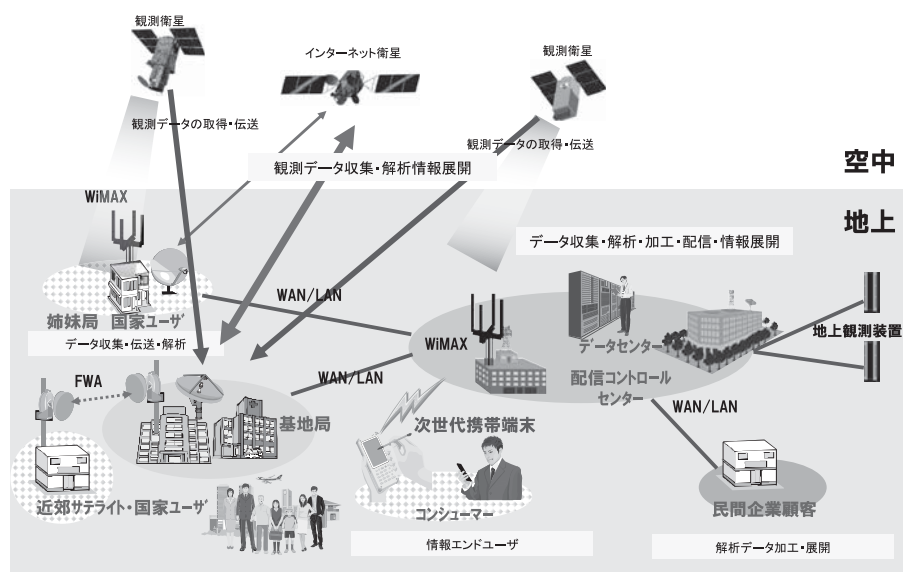 観測衛星
インターネット衛星
観測衛星
観測データの取得・伝送
観測データの取得・伝送
観測データ収集・解析情報展開
空中
地上
WiMAX
データ収集・解析・加工・配信・情報展開
WAN/LAN
姉妹局 国家ユーザ
データ収集・伝送・解析
WiMAX
データセンター
地上観測装置
配信コントロール
センター
FWA
WAN/LAN
WAN/LAN
基地局
次世代携帯端末
近郊サテライト・国家ユーザ
コンシューマー
民間企業顧客
情報エンドユーザ
解析データ加工・展開